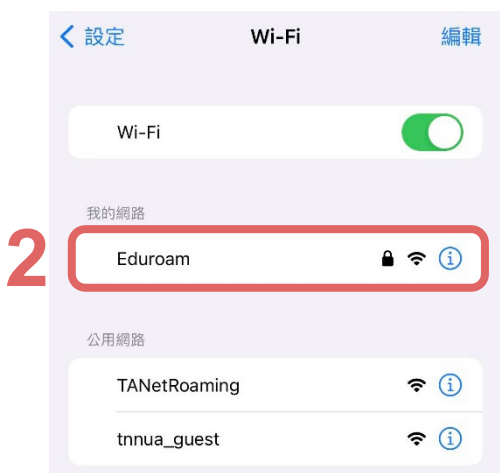 設定 Wi-Fi 編輯
Wi-Fi
我的網路
2 Eduroam
公用網路
TANetRoaming
tnnua_guest